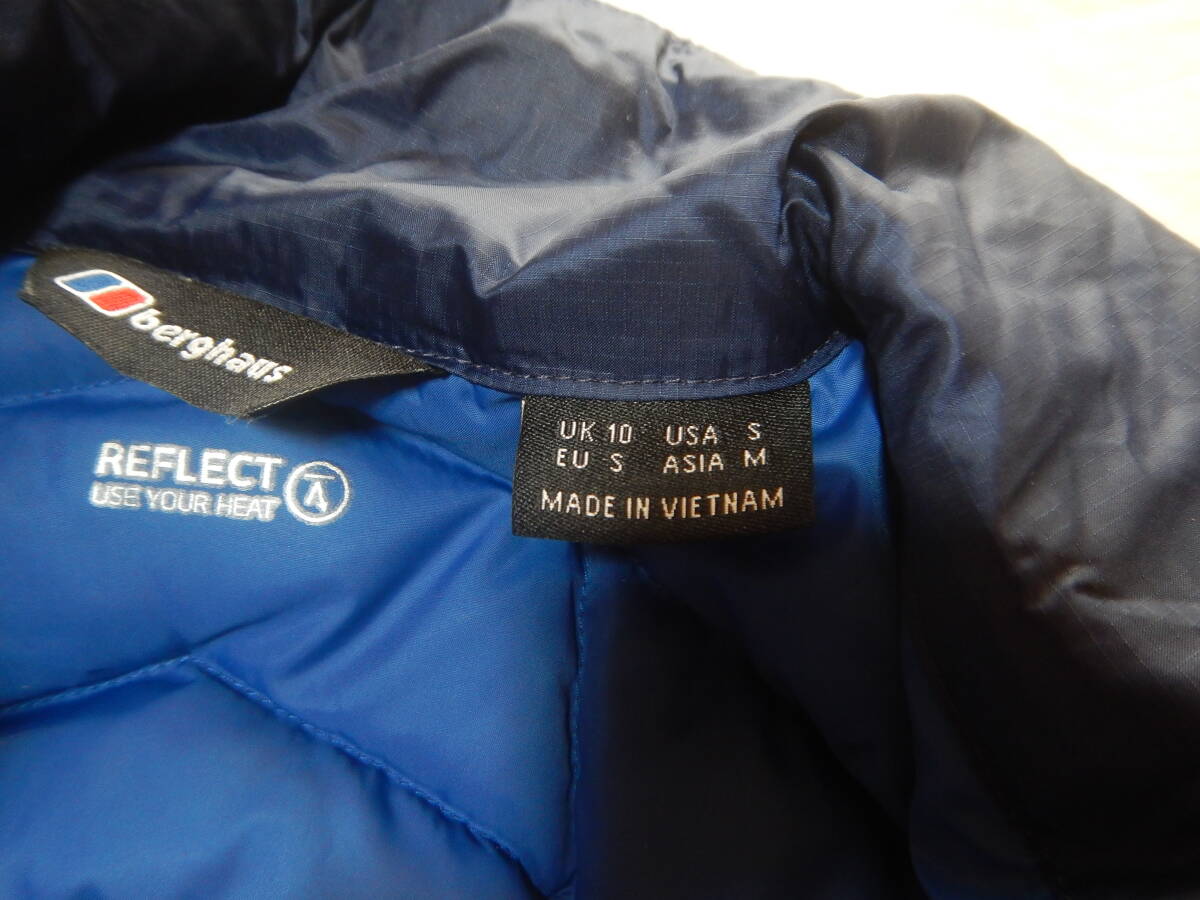 berghaus
REFLECT
USE YOUR HEAT
UK 10 USA S
EU S ASIA M
MADE IN VIETNAM